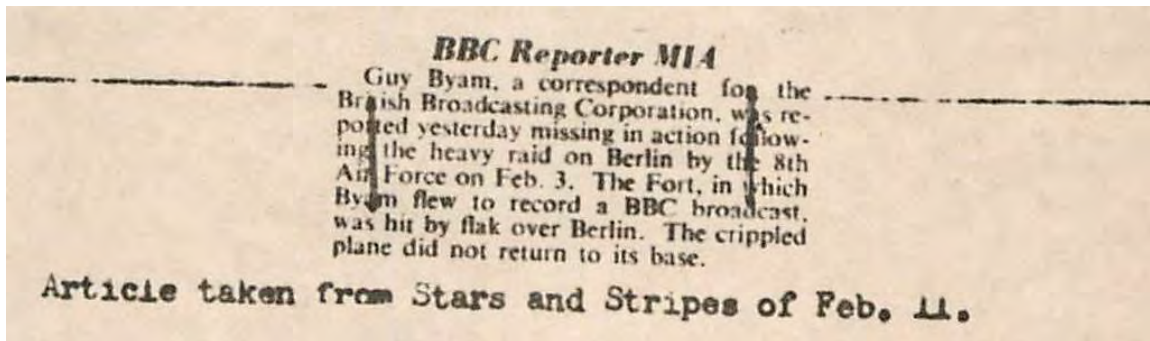 BBC Reporter MIA
Guy Byam, a correspondent for the
British Broadcasting Corporation, was re-
ported yesterday missing in action follow-
ing the heavy raid on Berlin by the 8th
Air Force on Feb. 3. The Fort, in which
Byam flew to record a BBC broadcast,
was hit by flak over Berlin. The crippled
plane did not return to its base.
Article taken from Stars and Stripes of Feb. 11.